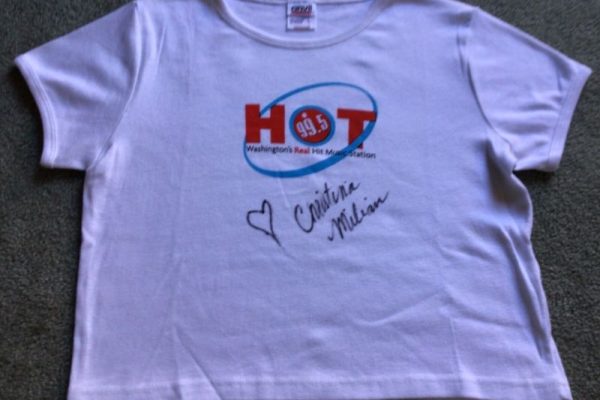 HOT
99.5
Washington's Real Hit Music Station
Christina
Milian